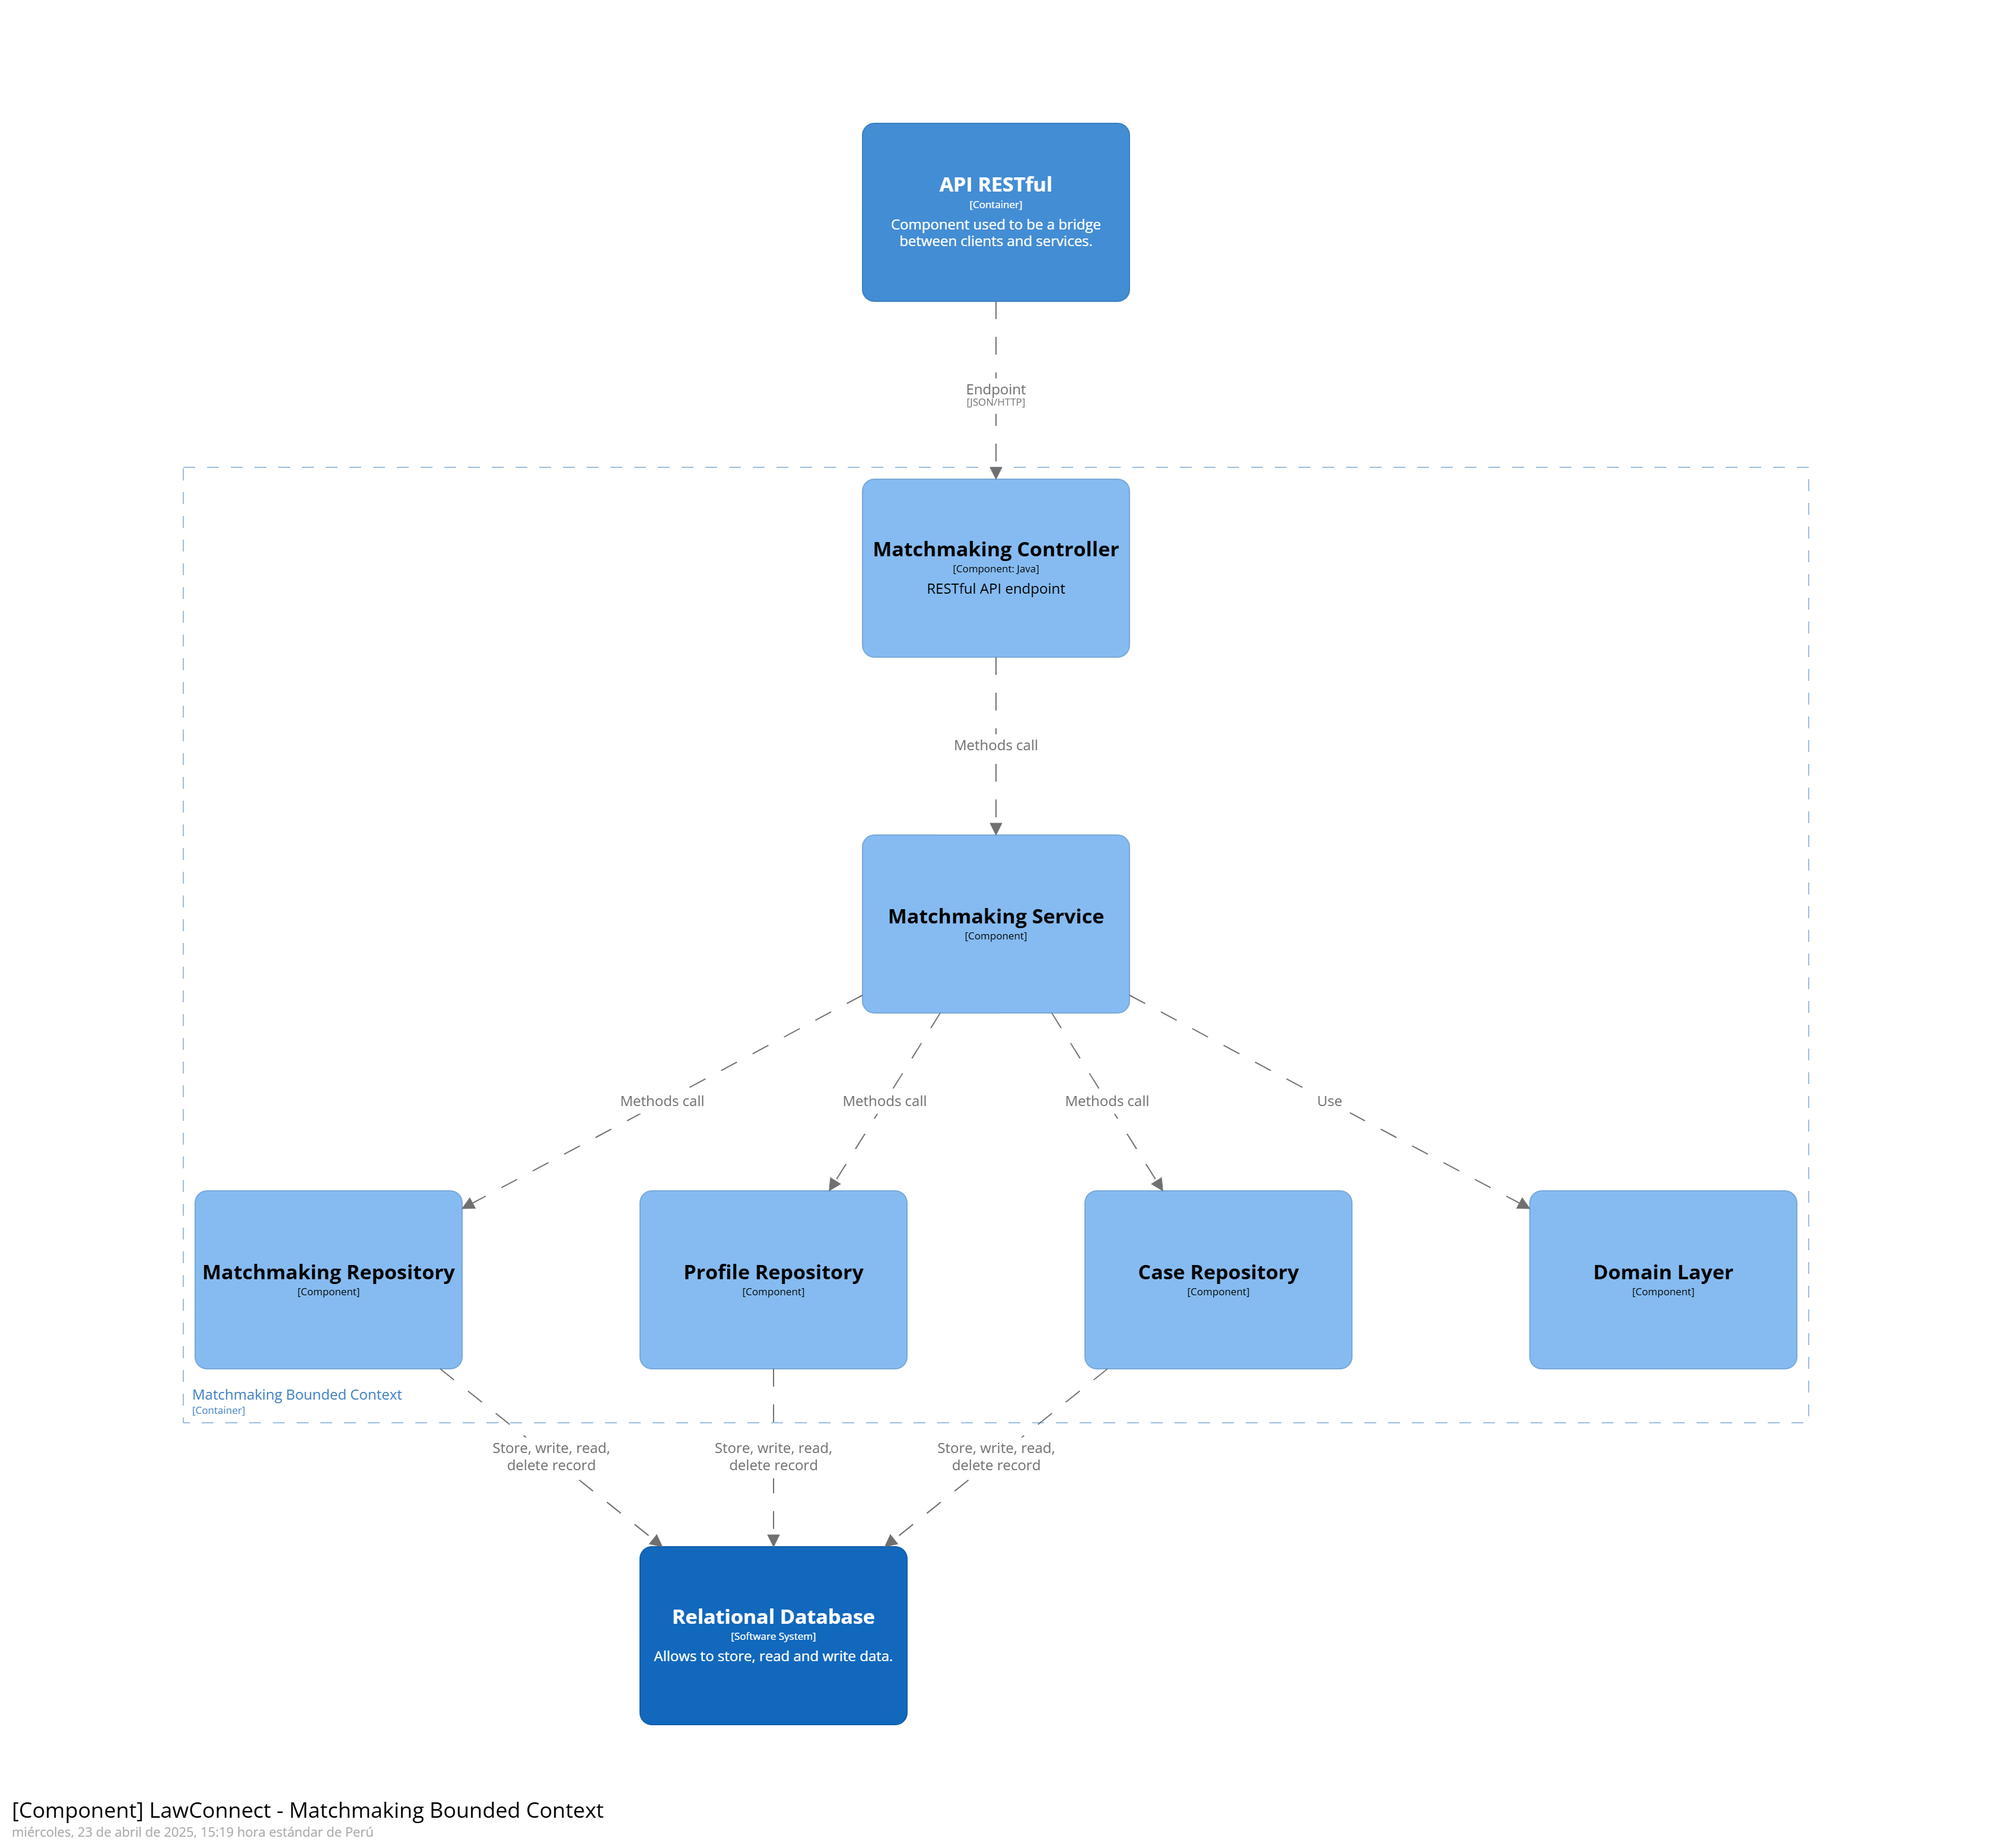 API RESTful
[Container]
Component used to be a bridge
between clients and services.
Endpoint
[JSON/HTTP]
Matchmaking Controller
[Component: Java]
RESTful API endpoint
Methods call
Matchmaking Service
[Component]
Methods call
Methods call
Methods call
Use
Matchmaking Repository
[Component]
Profile Repository
[Component]
Case Repository
[Component]
Domain Layer
[Component]
Matchmaking Bounded Context
[Container]
Store, write, read,
delete record
Store, write, read,
delete record
Store, write, read,
delete record
Relational Database
[Software System]
Allows to store, read and write data.
[Component] LawConnect - Matchmaking Bounded Context
miércoles, 23 de abril de 2025, 15:19 hora estándar de Perú